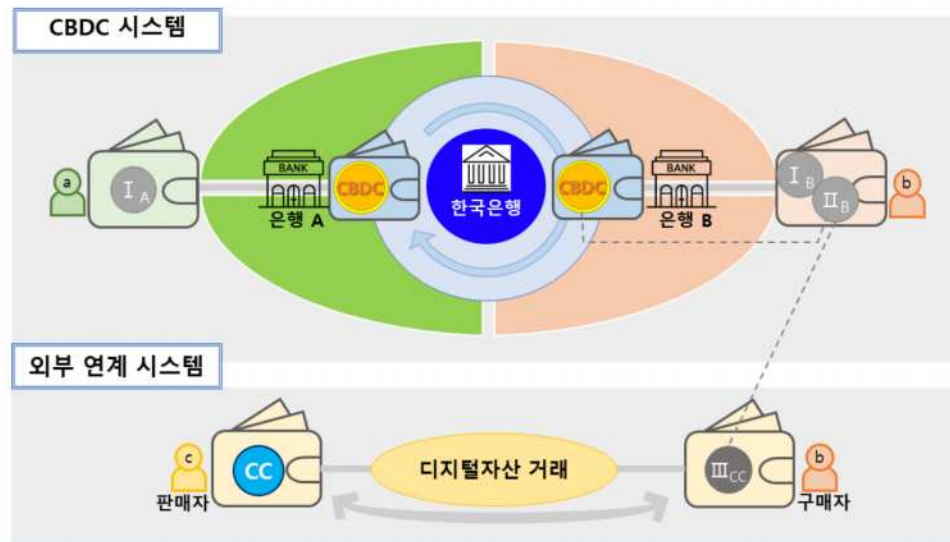 CBDC 시스템
a
I A
BANK
은행 A
CBDC
한국은행
CBDC
BANK
은행 B
I B
II B
b
외부 연계 시스템
c
판매자
CC
디지털자산 거래
III CC
b
구매자